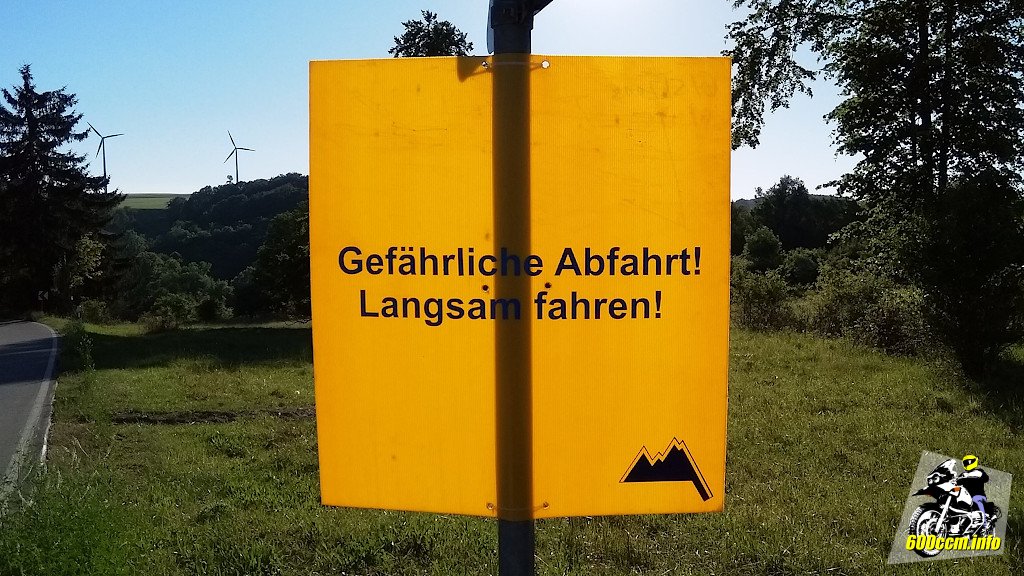 Gefährliche Abfahrt!
Langsam fahren!
600ccm.info